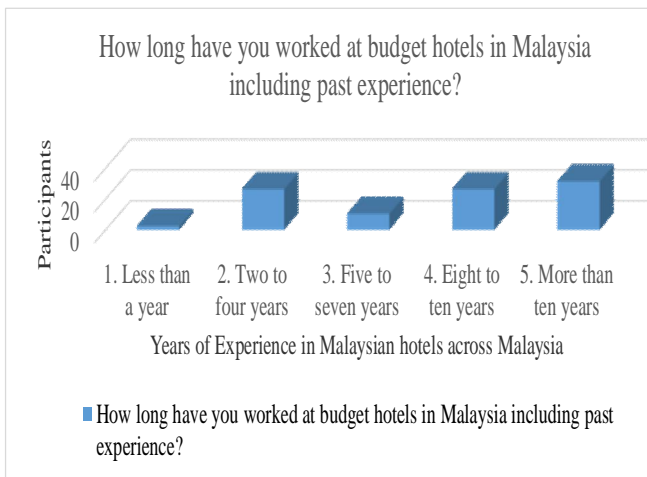 How long have you worked at budget hotels in Malaysia
including past experience?
Participants
40
20
0
1. Less than
a year
2. Two to
four years
3. Five to
seven years
4. Eight to
ten years
5. More than
ten years
Years of Experience in Malaysian hotels across Malaysia
How long have you worked at budget hotels in Malaysia including past
experience?